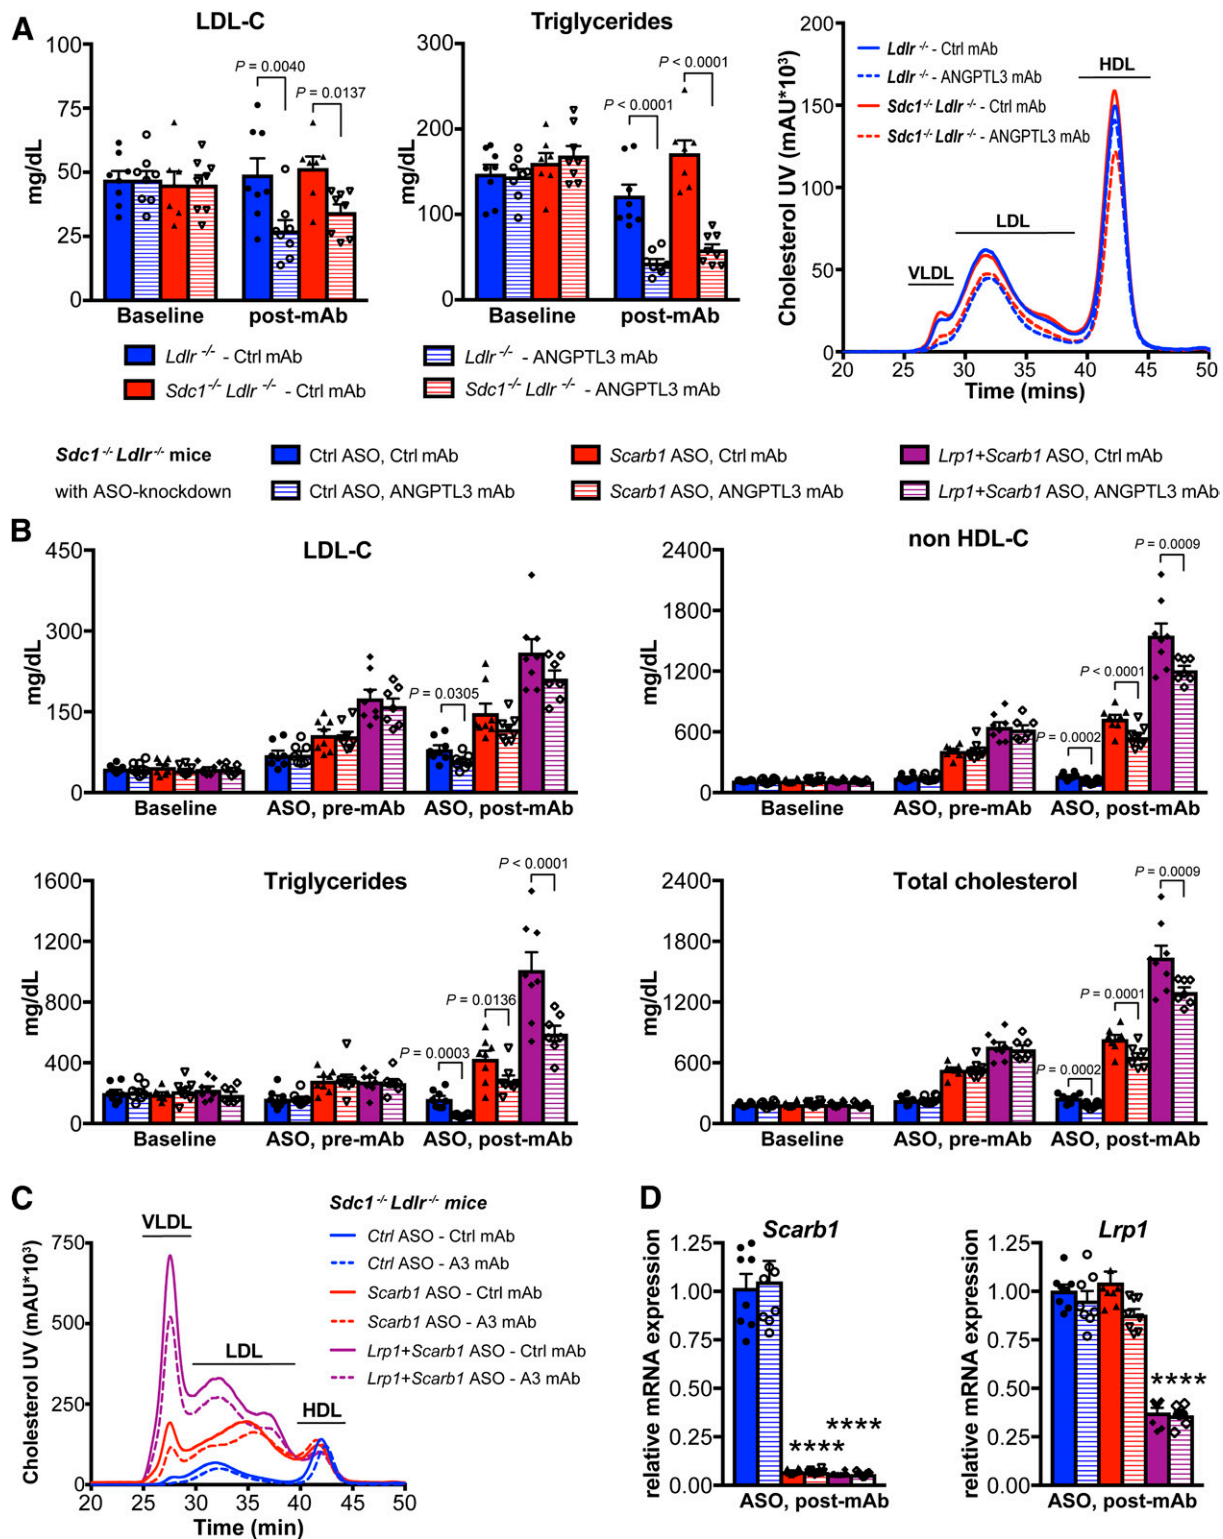 A
LDL-C
mg/dL
100
75
50
25
0
P = 0.0040
P = 0.0137
Baseline
post-mAb
Triglycerides
mg/dL
300
200
100
0
P < 0.0001
P < 0.0001
Baseline
post-mAb
Ldlr -/- - Ctrl mAb
Sdc1-/- Ldlr -/- - Ctrl mAb
Ldlr -/- - ANGPTL3 mAb
Sdc1-/- Ldlr -/- - ANGPTL3 mAb
Cholesterol UV (mAU*10³)
200
150
100
50
0
Ldlr -/- - Ctrl mAb
Ldlr -/- - ANGPTL3 mAb
Sdc1-/- Ldlr -/- - Ctrl mAb
Sdc1-/- Ldlr -/- - ANGPTL3 mAb
HDL
LDL
VLDL
20 25 30 35 40 45 50
Time (mins)
Sdc1-/- Ldlr-/- mice
with ASO-knockdown
Ctrl ASO, Ctrl mAb
Ctrl ASO, ANGPTL3 mAb
Scarb1 ASO, Ctrl mAb
Scarb1 ASO, ANGPTL3 mAb
Lrp1+Scarb1 ASO, Ctrl mAb
Lrp1+Scarb1 ASO, ANGPTL3 mAb
B
LDL-C
mg/dL
450
300
150
0
P = 0.0305
Baseline
ASO, pre-mAb
ASO, post-mAb
non HDL-C
mg/dL
2400
1800
1200
600
0
P = 0.0009
P < 0.0001
P = 0.0002
Baseline
ASO, pre-mAb
ASO, post-mAb
Triglycerides
mg/dL
1600
1200
800
400
0
P < 0.0001
P = 0.0136
P = 0.0003
Baseline
ASO, pre-mAb
ASO, post-mAb
Total cholesterol
mg/dL
2400
1800
1200
600
0
P = 0.0009
P = 0.0001
P = 0.0002
Baseline
ASO, pre-mAb
ASO, post-mAb
C
Sdc1-/- Ldlr-/- mice
VLDL
LDL
HDL
Cholesterol UV (mAU*10³)
750
500
250
0
Ctrl ASO - Ctrl mAb
Ctrl ASO - A3 mAb
Scarb1 ASO - Ctrl mAb
Scarb1 ASO - A3 mAb
Lrp1+Scarb1 ASO - Ctrl mAb
Lrp1+Scarb1 ASO - A3 mAb
20 25 30 35 40 45 50
Time (min)
D
Scarb1
relative mRNA expression
1.25
1.00
0.75
0.50
0.25
0.00
****
****
ASO, post-mAb
Lrp1
relative mRNA expression
1.25
1.00
0.75
0.50
0.25
0.00
****
ASO, post-mAb